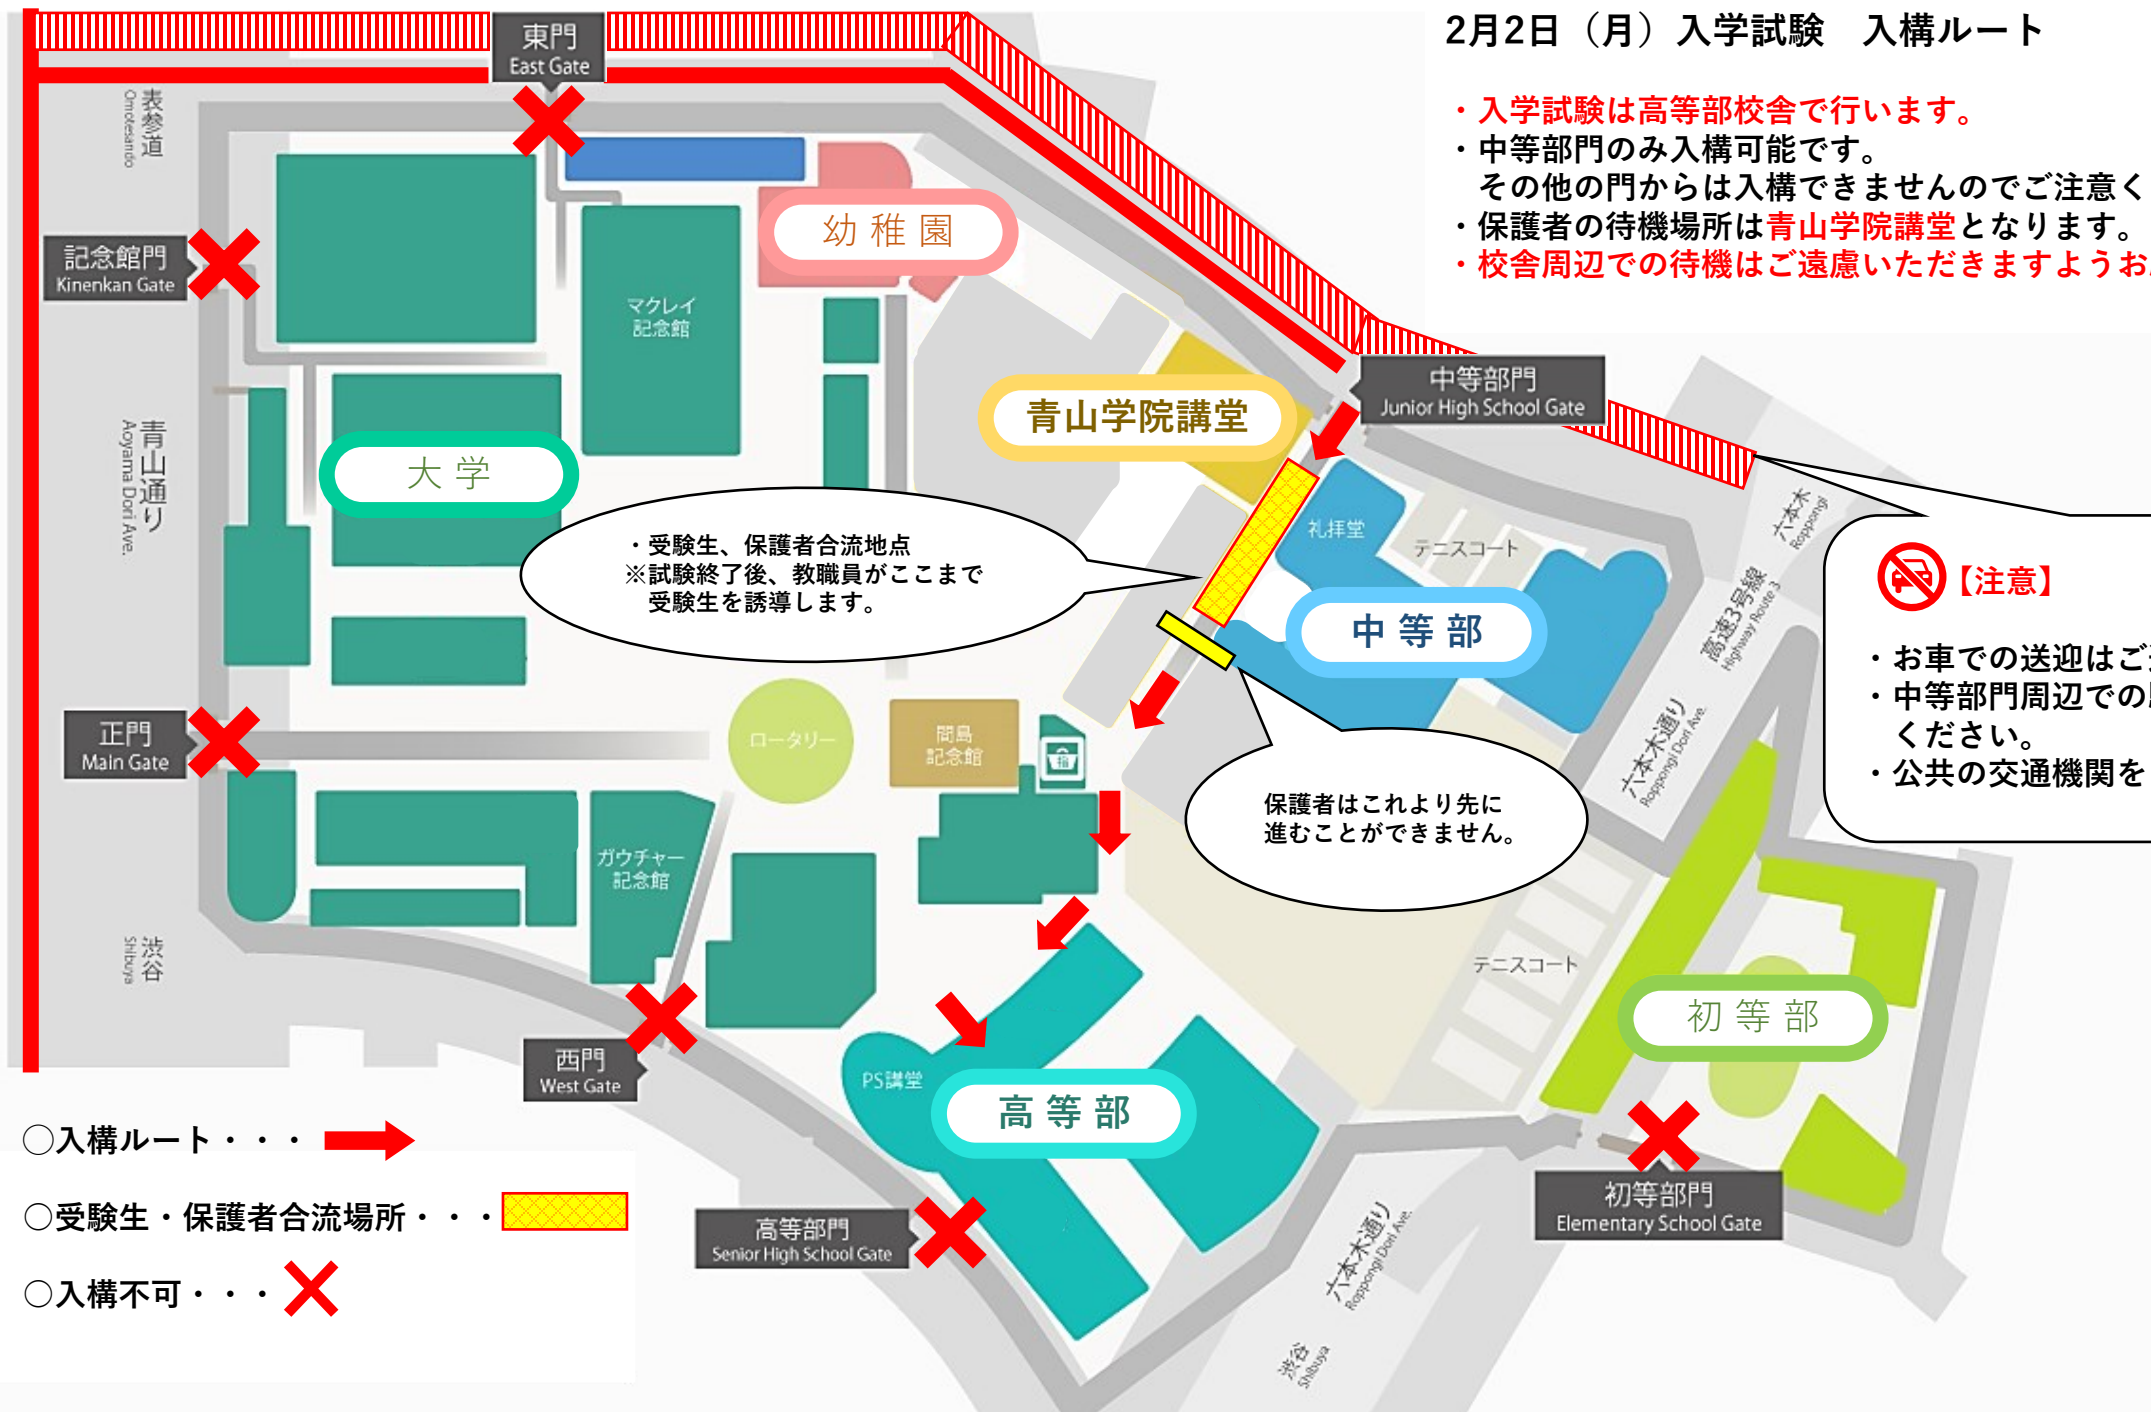 2月2日（月）入学試験　入構ルート
・入学試験は高等部校舎で行います。
・中等部門のみ入構可能です。
その他の門からは入構できませんのでご注意く
・保護者の待機場所は青山学院講堂となります。
・校舎周辺での待機はご遠慮いただきますようお
東門
East Gate
表参道
Omotesando
記念館門
Kinenkan Gate
幼稚園
マクレイ
記念館
中等部門
Junior High School Gate
青山学院講堂
青山通り
Aoyama Dori Ave.
大学
・受験生、保護者合流地点
※試験終了後、教職員がここまで
受験生を誘導します。
礼拝堂
テニスコート
中等部
六本木
Roppongi
高速3号線
Highway Route 3
六本木通り
Roppongi Dori Ave.
【注意】
・お車での送迎はご
・中等部門周辺での
ください。
・公共の交通機関を
正門
Main Gate
ロータリー
間島
記念館
保護者はこれより先に
進むことができません。
ガウチャー
記念館
渋谷
Shibuya
テニスコート
初等部
西門
West Gate
PS講堂
高等部
初等部門
Elementary School Gate
高等部門
Senior High School Gate
六本木通り
Roppongi Dori Ave.
渋谷
Shibuya
○入構ルート・・・
○受験生・保護者合流場所・・・
○入構不可・・・